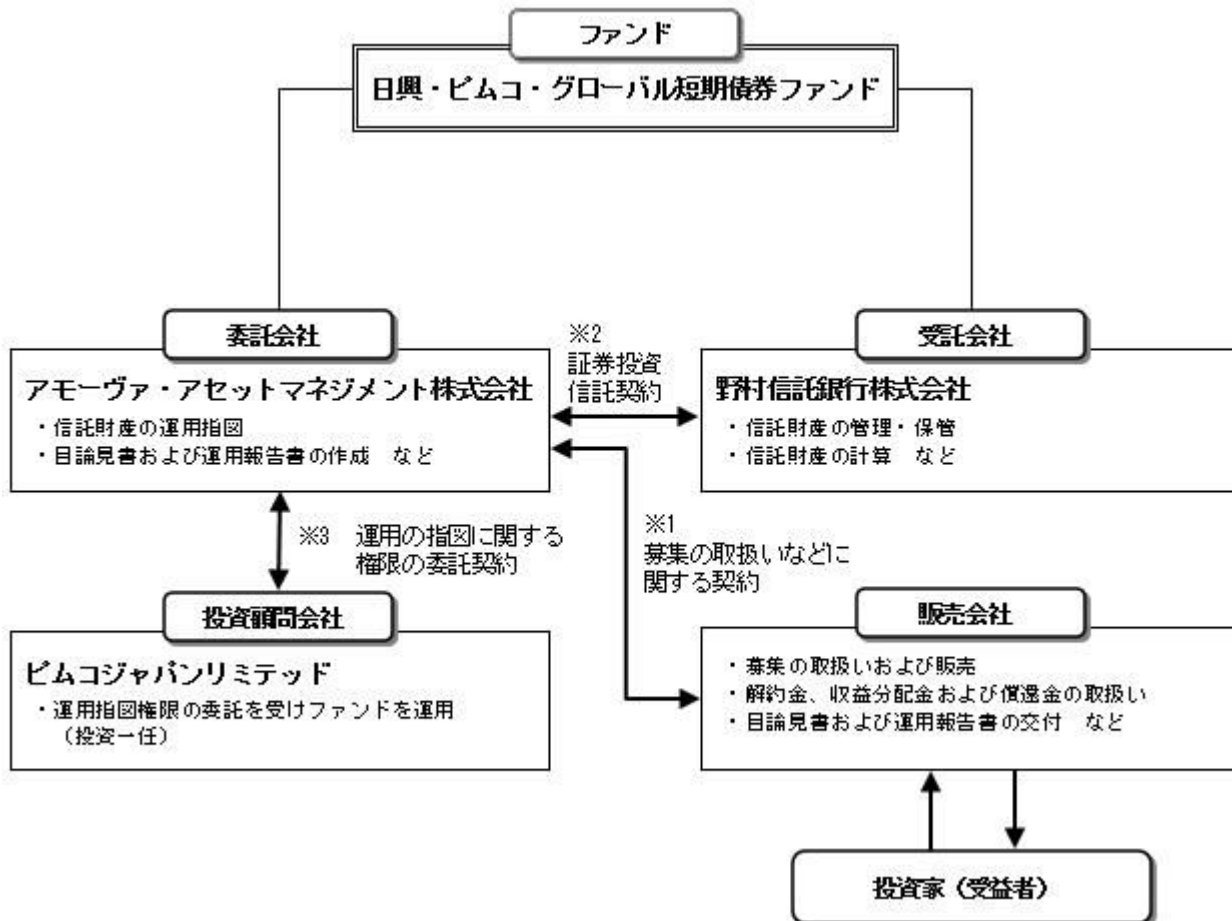 ファンド
日興・ピムコ・グローバル短期債券ファンド
委託会社
アモーヴァ・アセットマネジメント株式会社
・信託財産の運用指図
・目論見書および運用報告書の作成　など
※2
証券投資
信託契約
受託会社
野村信託銀行株式会社
・信託財産の管理・保管
・信託財産の計算　など
※3　運用の指図に関する
権限の委託契約
※1
募集の取扱いなどに
関する契約
投資顧問会社
ピムコジャパンリミテッド
・運用指図権限の委託を受けファンドを運用
（投資一任）
販売会社
・募集の取扱いおよび販売
・解約金、収益分配金および償還金の取扱い
・目論見書および運用報告書の交付　など
投資家（受益者）